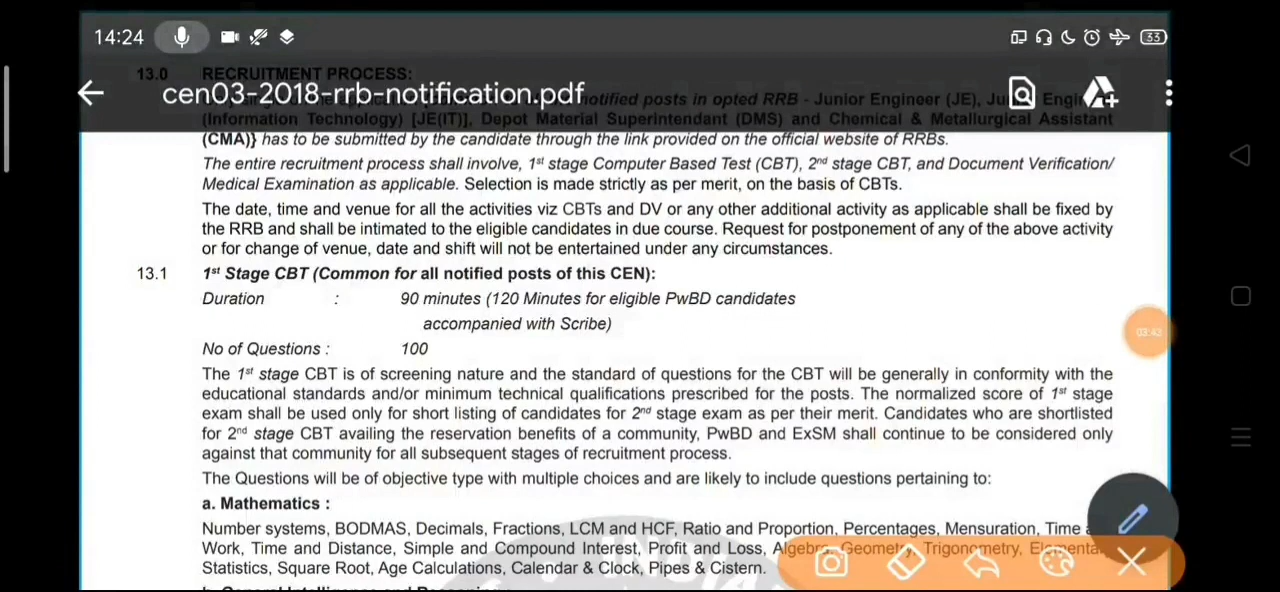 14:24
33
13.0 RECRUITMENT PROCESS:
cen03-2018-rrb-notification.pdf
notified posts in opted RRB - Junior Engineer (JE),
(Information Technology) [JE(IT)], Depot Material Superintendant (DMS) and Chemical & Metallurgical Assistant
(CMA)} has to be submitted by the candidate through the link provided on the official website of RRBs.
The entire recruitment process shall involve, 1st stage Computer Based Test (CBT), 2nd stage CBT, and Document Verification/
Medical Examination as applicable. Selection is made strictly as per merit, on the basis of CBTs.
The date, time and venue for all the activities viz CBTs and DV or any other additional activity as applicable shall be fixed by
the RRB and shall be intimated to the eligible candidates in due course. Request for postponement of any of the above activity
or for change of venue, date and shift will not be entertained under any circumstances.
13.1 1st Stage CBT (Common for all notified posts of this CEN):
Duration : 90 minutes (120 Minutes for eligible PwBD candidates
accompanied with Scribe)
03:43
No of Questions : 100
The 1st stage CBT is of screening nature and the standard of questions for the CBT will be generally in conformity with the
educational standards and/or minimum technical qualifications prescribed for the posts. The normalized score of 1st stage
exam shall be used only for short listing of candidates for 2nd stage exam as per their merit. Candidates who are shortlisted
for 2nd stage CBT availing the reservation benefits of a community, PwBD and ExSM shall continue to be considered only
against that community for all subsequent stages of recruitment process.
The Questions will be of objective type with multiple choices and are likely to include questions pertaining to:
a. Mathematics :
Number systems, BODMAS, Decimals, Fractions, LCM and HCF, Ratio and Proportion, Percentages, Mensuration, Time
Work, Time and Distance, Simple and Compound Interest, Profit and Loss, Algebra, Geometry, Trigonometry,
Statistics, Square Root, Age Calculations, Calendar & Clock, Pipes & Cistern.